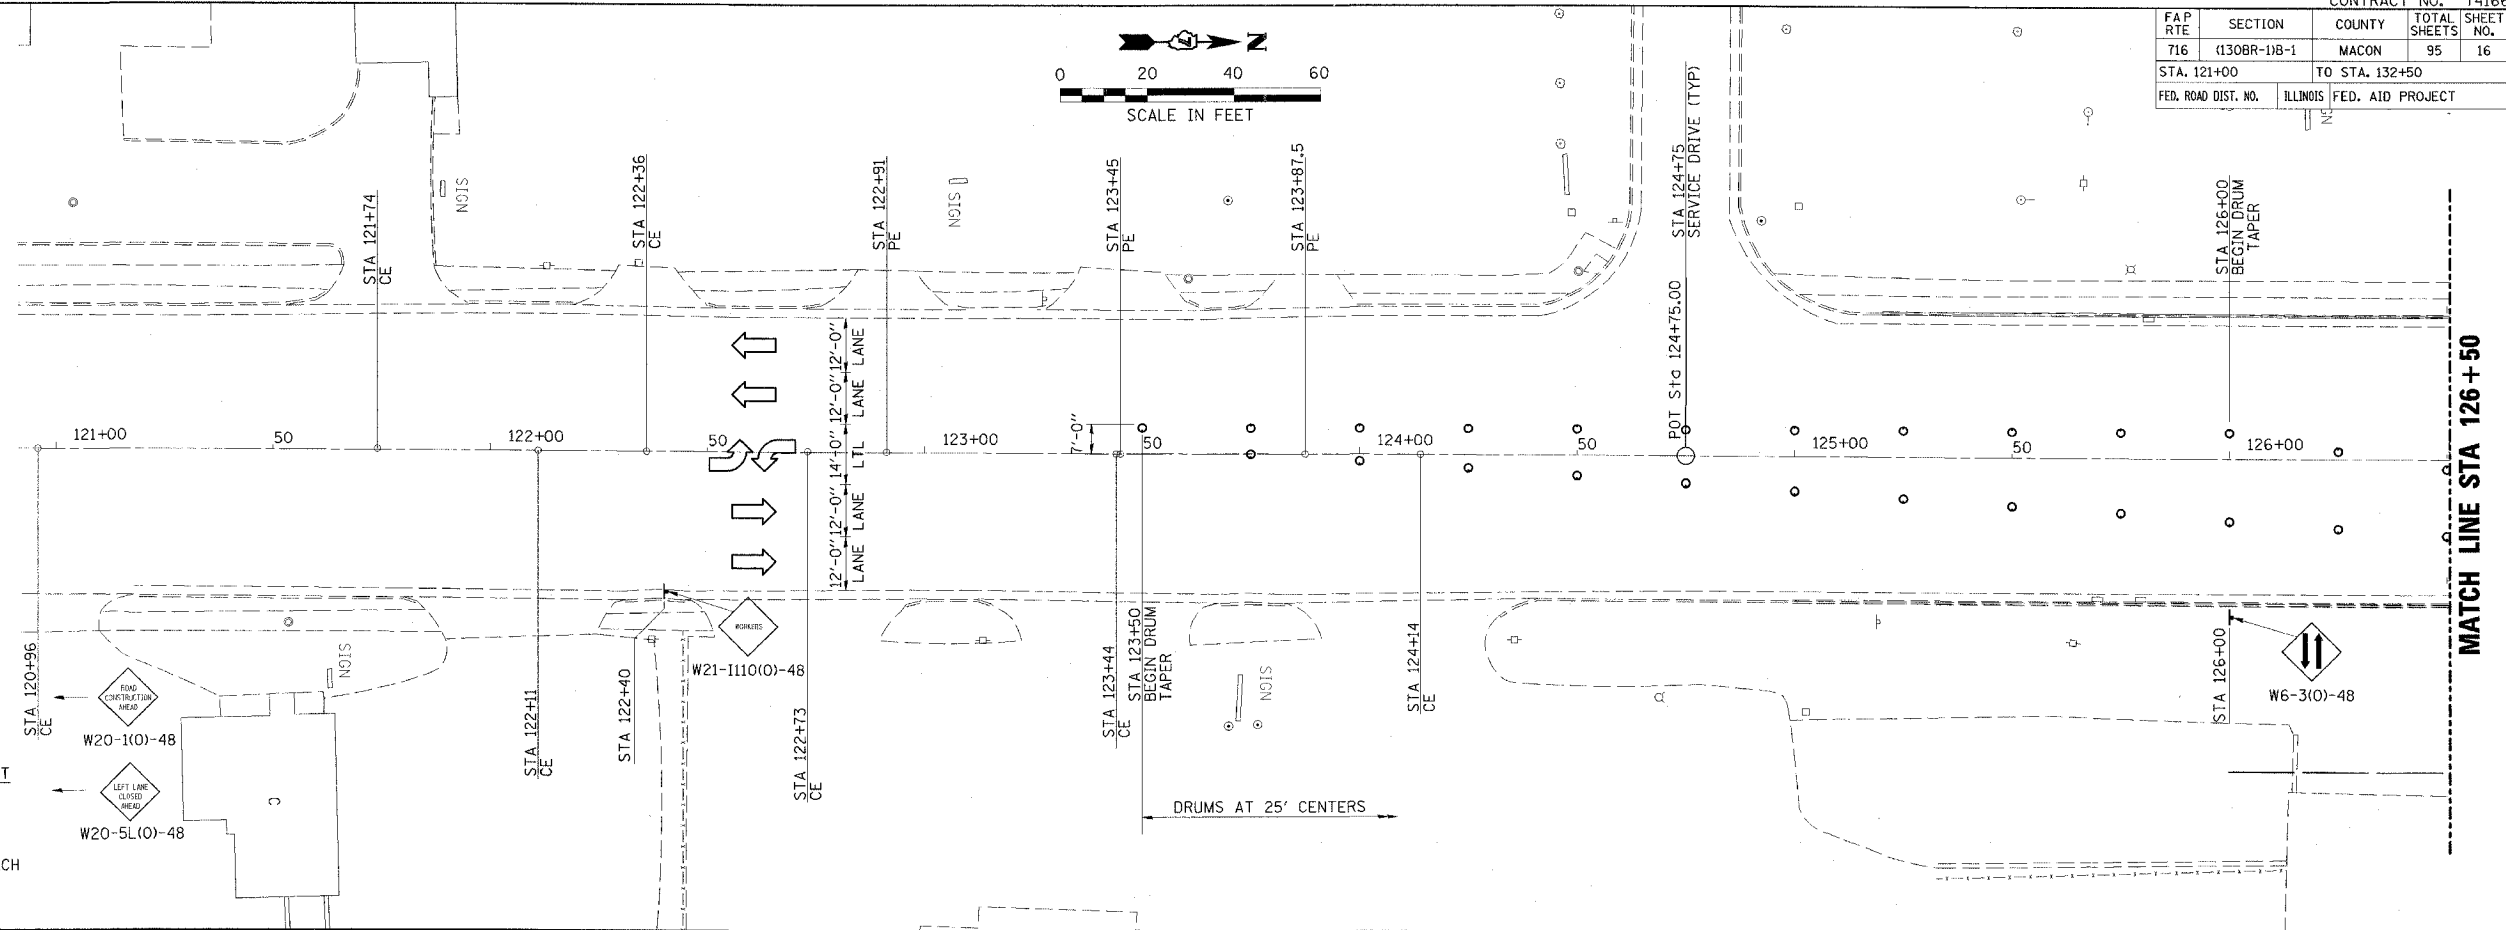 CONTRACT NO.
FAP RTE
SECTION
COUNTY
TOTAL SHEETS
SHEET NO.
716
(130BR-1)B-1
MACON
95
16
STA. 121+00
TO STA. 132+50
FED. ROAD DIST. NO.
ILLINOIS
FED. AID PROJECT
N
0 20 40 60
SCALE IN FEET
SIGN
SIGN
STA 121+74
CE
STA 122+36
CE
STA 122+91
PE
STA 123+45
PE
STA 123+87.5
PE
STA 124+75
SERVICE DRIVE (TYP)
POT Sta 124+75.00
STA 126+00
BEGIN DRUM
TAPER
12'-0" LANE
12'-0" LANE
14'-0" LTL
12'-0" LANE
12'-0" LANE
7'-0"
121+00
50
122+00
50
123+00
50
124+00
50
125+00
50
126+00
MATCH LINE STA 126+50
STA 120+96
CE
ROAD
CONSTRUCTION
AHEAD
W20-1(O)-48
T
LEFT LANE
CLOSED
AHEAD
W20-5L(O)-48
CH
C
SIGN
STA 122+11
CE
STA 122+40
WORKERS
W21-I110(O)-48
STA 122+73
CE
STA 123+44
CE
STA 123+50
BEGIN DRUM
TAPER
SIGN
STA 124+14
CE
DRUMS AT 25' CENTERS
STA 126+00
W6-3(O)-48